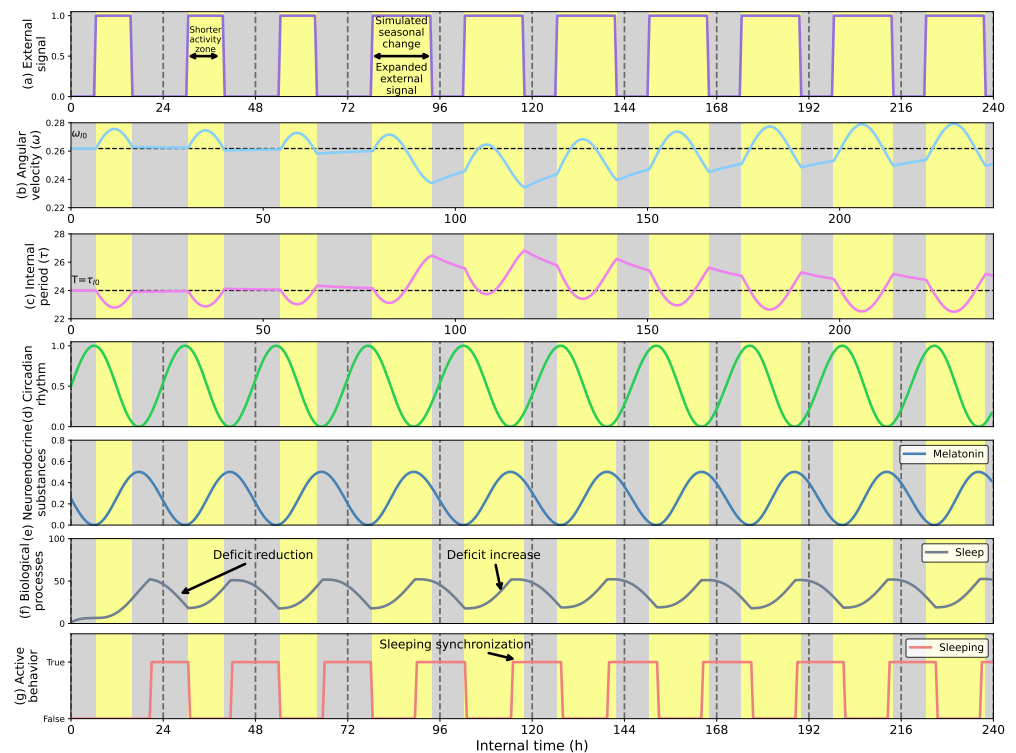 (a) External
signal
1.0
0.5
0.0
Shorter
activity
zone
Simulated
seasonal
change
Expanded
external
signal
0 24 48 72 96 120 144 168 192 216 240
(b) Angular
velocity (ω)
0.28
0.26
0.24
0.22
ωI0
0 50 100 150 200
(c) Internal
period (τ)
28
26
24
22
T=τI0
0 50 100 150 200
(d) Circadian
rhythm
1.0
0.5
0.0
(e) Neuroendocrine
substances
0.8
0.6
0.4
0.2
0.0
Melatonin
(f) Biological
processes
100
50
0
Deficit reduction
Deficit increase
Sleep
(g) Active
behavior
True
False
Sleeping synchronization
Sleeping
0 24 48 72 96 120 144 168 192 216 240
Internal time (h)